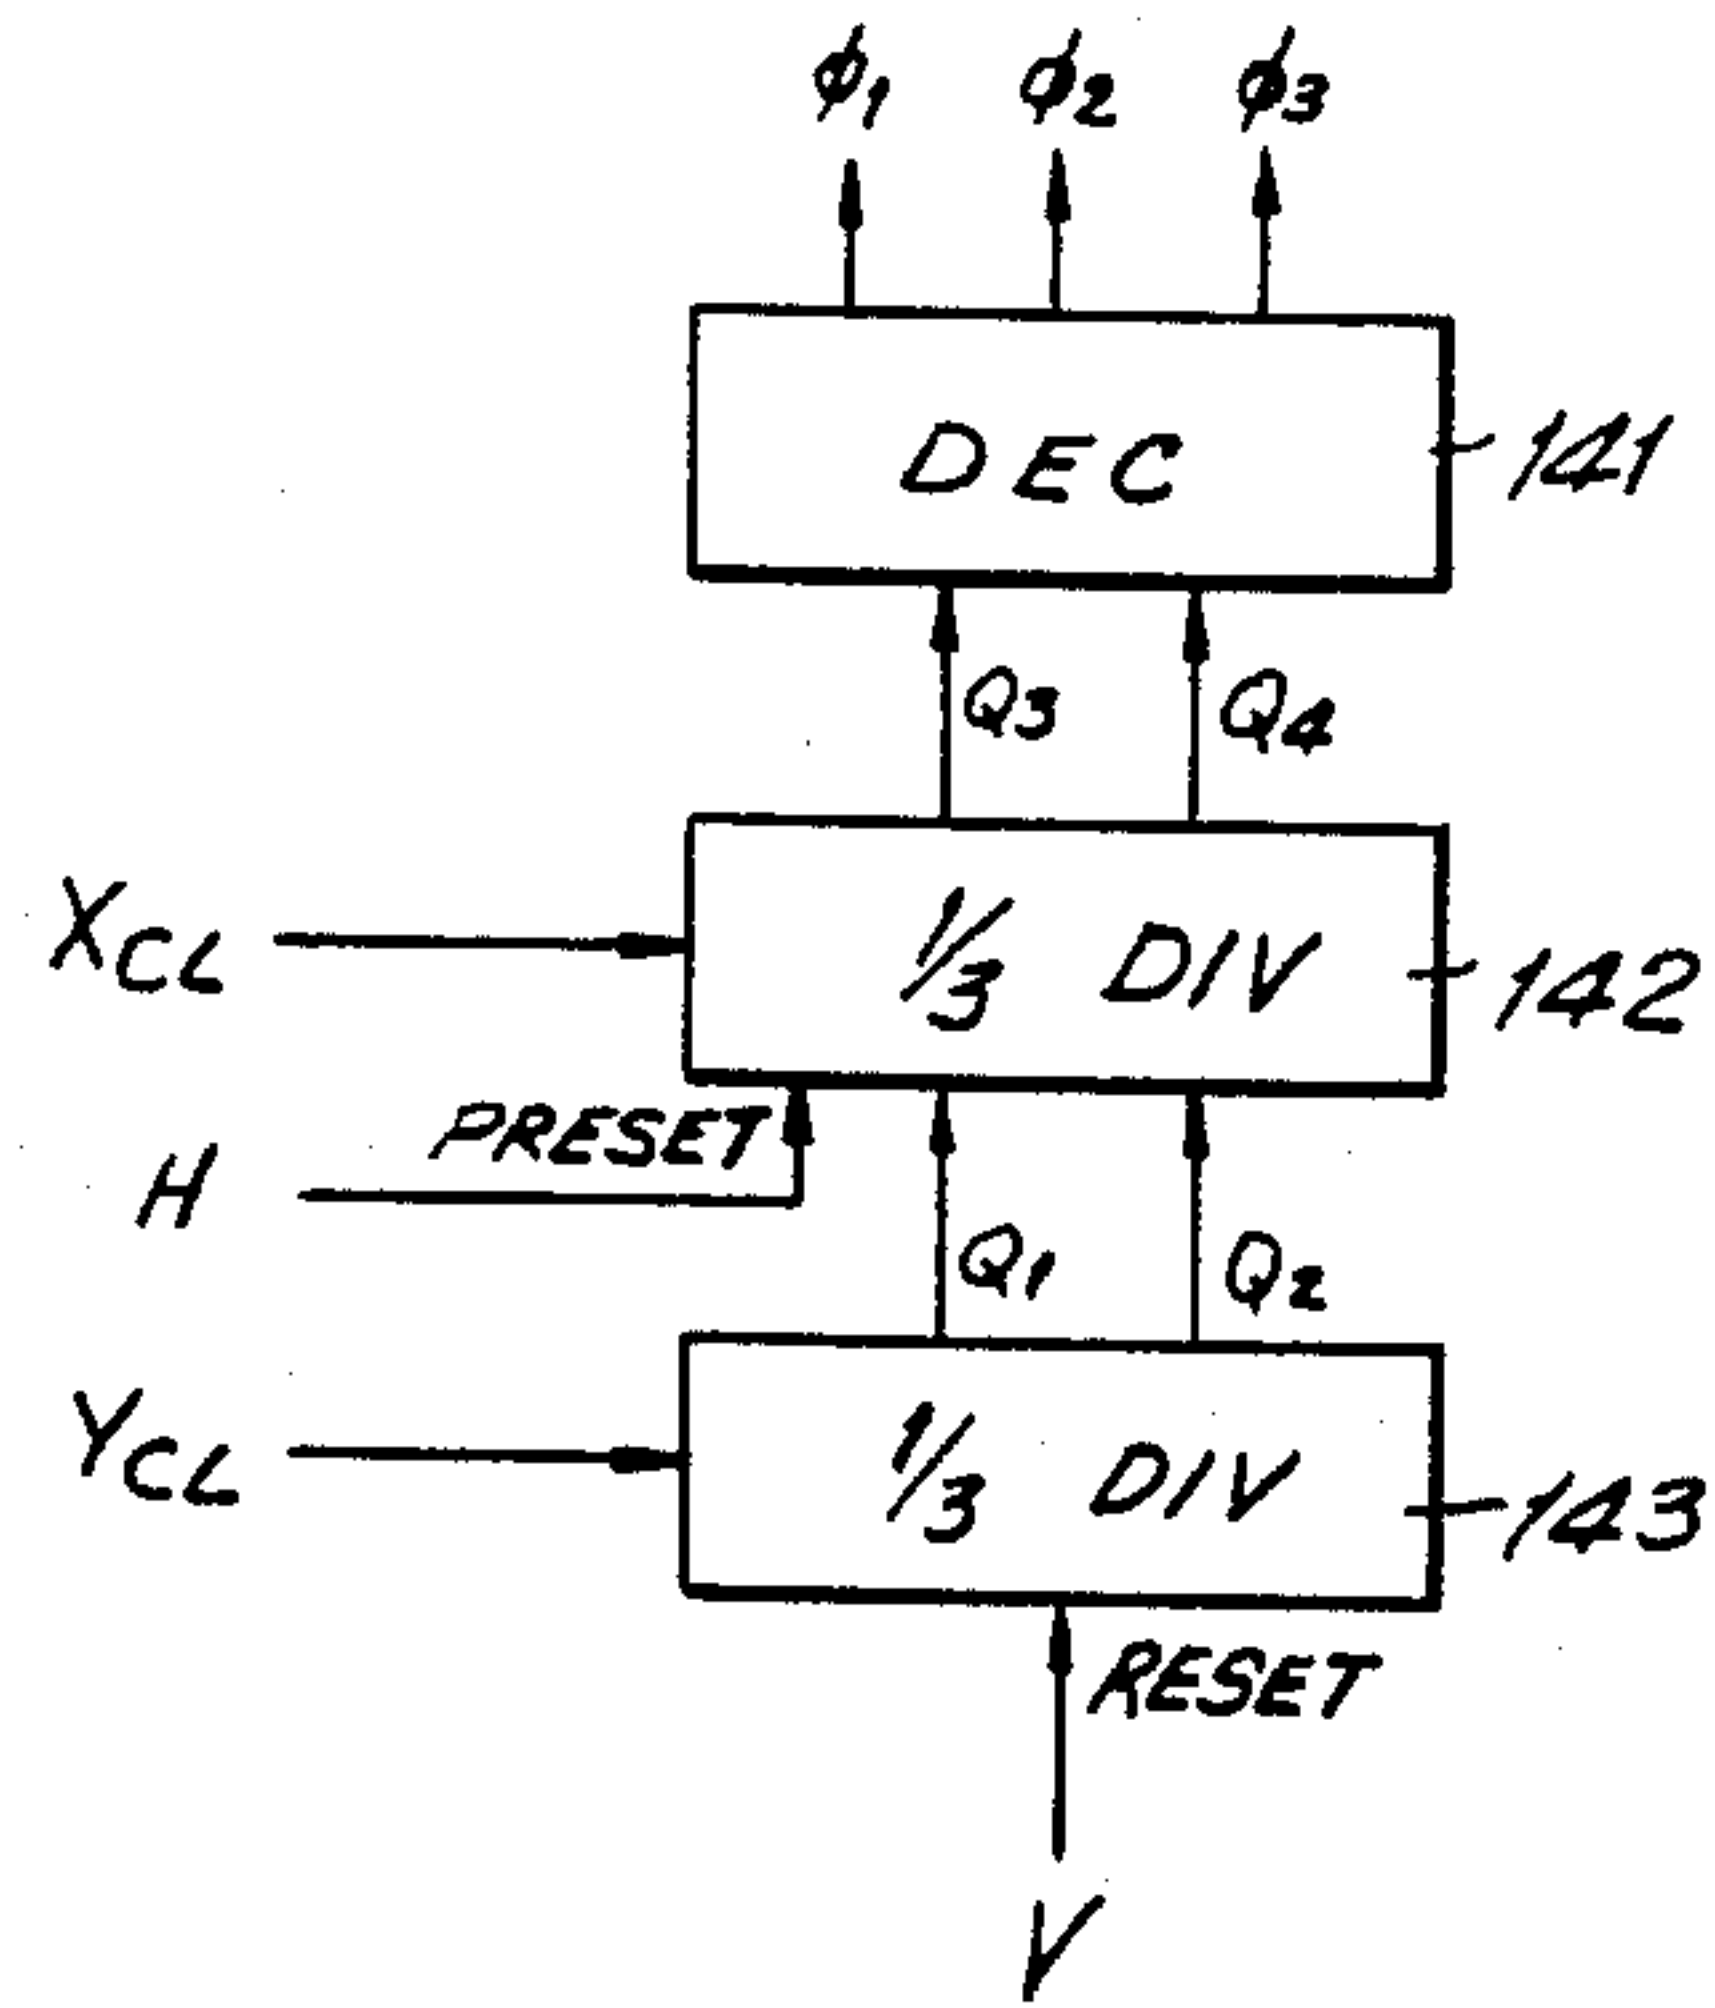 ϕ1 ϕ2 ϕ3
DEC 141
Q3 Q4
XCL 1/3 DIV 142
PRESET
H
Q1 Q2
YCL 1/3 DIV 143
RESET
V